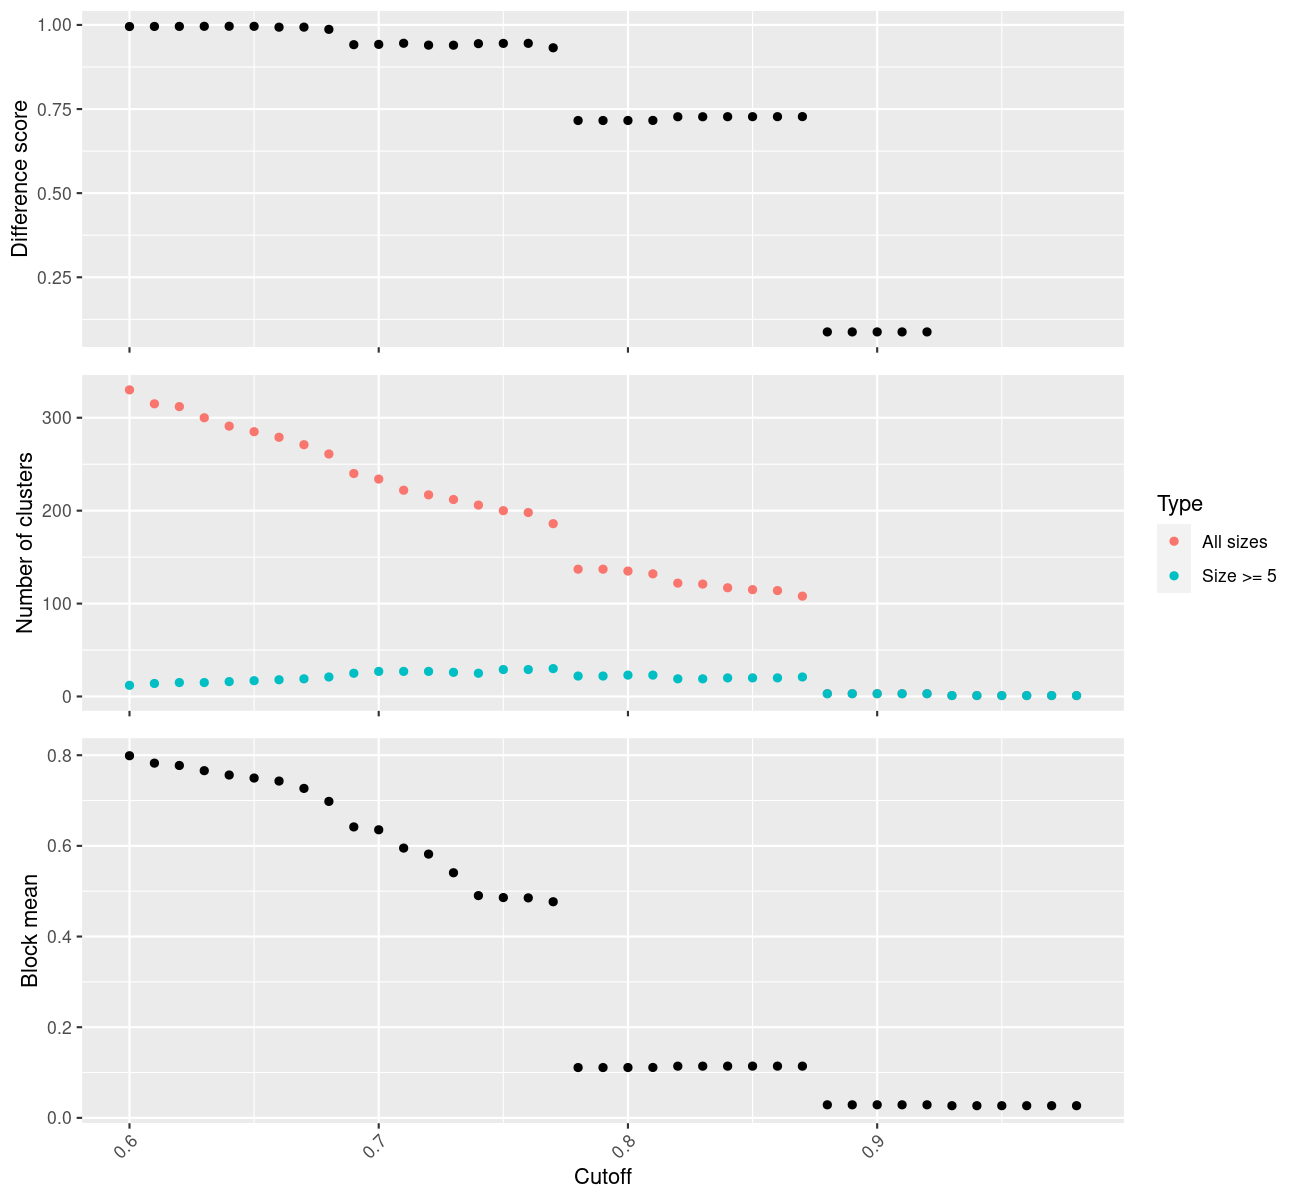 Difference score
1.00
0.75
0.50
0.25
Number of clusters
300
200
100
0
Type
All sizes
Size >= 5
Block mean
0.8
0.6
0.4
0.2
0.0
0.6 0.7 0.8 0.9
Cutoff